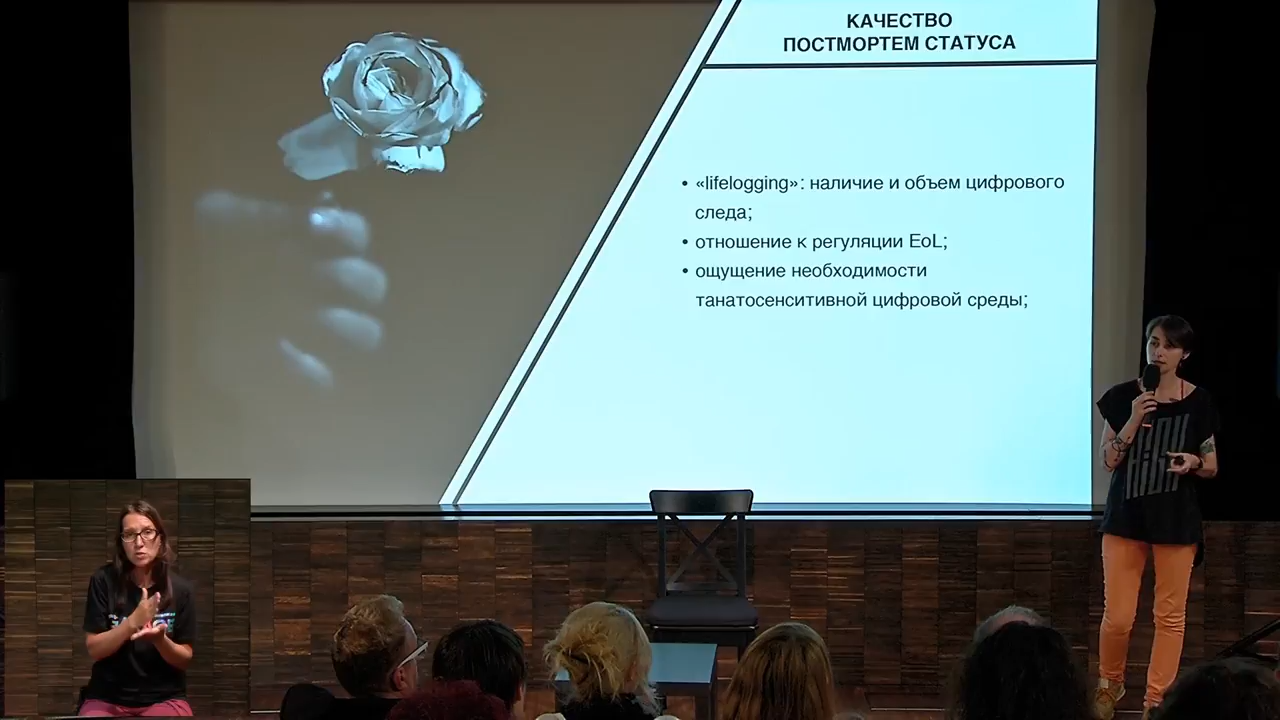 КАЧЕСТВО
ПОСТМОРТЕМ СТАТУСА
• «lifelogging»: наличие и объем цифрового
следа;
• отношение к регуляции EoL;
• ощущение необходимости
танатосенситивной цифровой среды;